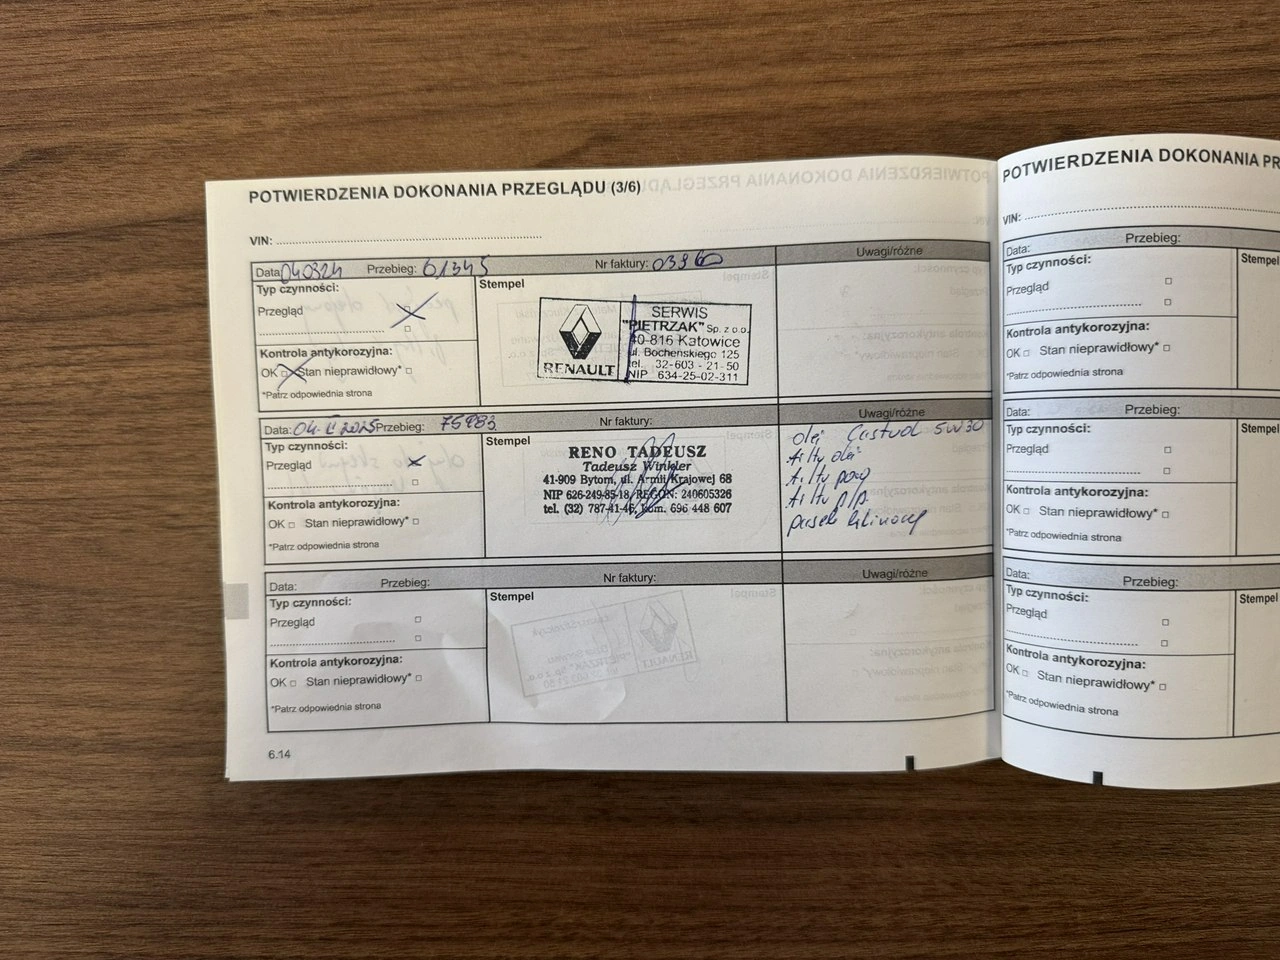 POTWIERDZENIA DOKONANIA PRZEGLĄDU (3/6)
VIN:
Data: 040324 Przebieg: 61345 Nr faktury: 03960 Uwagi/różne
Typ czynności:
Przegląd
Kontrola antykorozyjna:
OK Stan nieprawidłowy*
*Patrz odpowiednia strona
Stempel
RENAULT
SERWIS
"PIETRZAK" Sp. z o.o.
40-816 Katowice
ul. Bocheńskiego 125
tel. 32-603-21-50
NIP 634-25-02-311
Data: 04. II 2025 Przebieg: 75983 Nr faktury: Uwagi/różne
Typ czynności:
Przegląd
Kontrola antykorozyjna:
OK Stan nieprawidłowy*
*Patrz odpowiednia strona
Stempel
RENO TADEUSZ
Tadeusz Winkler
41-909 Bytom, ul. Armii Krajowej 68
NIP 626-249-85-18, REGON: 240605326
tel. (32) 787-41-46, kom. 696 448 607
olej Castrol 5W30
filtr olej
filtr pow
filtr p/p
pasek klinowy
Data: Przebieg: Nr faktury: Uwagi/różne
Typ czynności:
Przegląd
Kontrola antykorozyjna:
OK Stan nieprawidłowy*
*Patrz odpowiednia strona
Stempel
6.14
POTWIERDZENIA DOKONANIA PR
VIN:
Data: Przebieg:
Typ czynności:
Przegląd
Kontrola antykorozyjna:
OK Stan nieprawidłowy*
*Patrz odpowiednia strona
Stempel
Data: Przebieg:
Typ czynności:
Przegląd
Kontrola antykorozyjna:
OK Stan nieprawidłowy*
*Patrz odpowiednia strona
Stempel
Data: Przebieg:
Typ czynności:
Przegląd
Kontrola antykorozyjna:
OK Stan nieprawidłowy*
*Patrz odpowiednia strona
Stempel